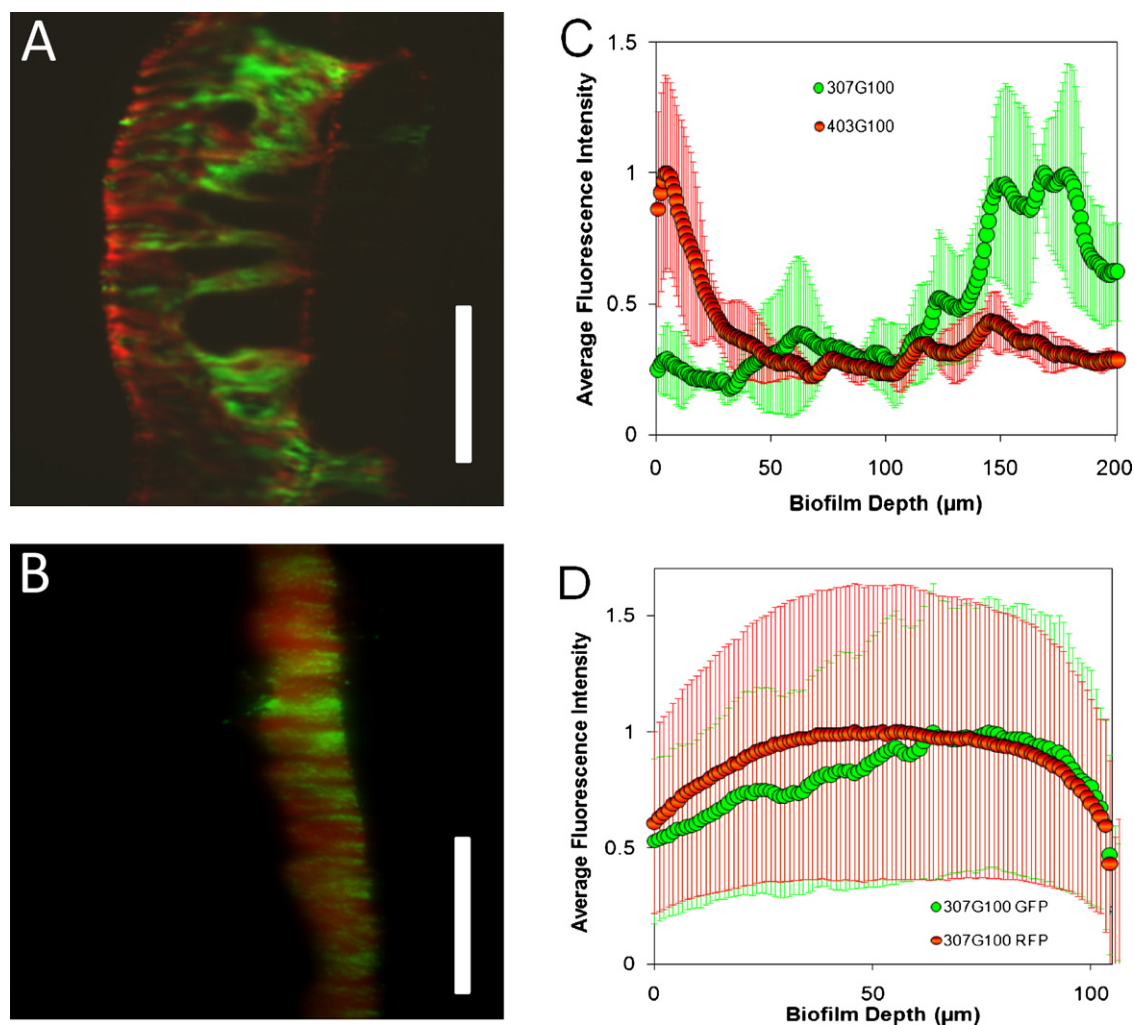 A
B
C
1.5
1
0.5
0
0
50
100
150
200
Average Fluorescence Intensity
Biofilm Depth (µm)
307G100
403G100
D
1.5
1
0.5
0
0
50
100
Average Fluorescence Intensity
Biofilm Depth (µm)
307G100 GFP
307G100 RFP